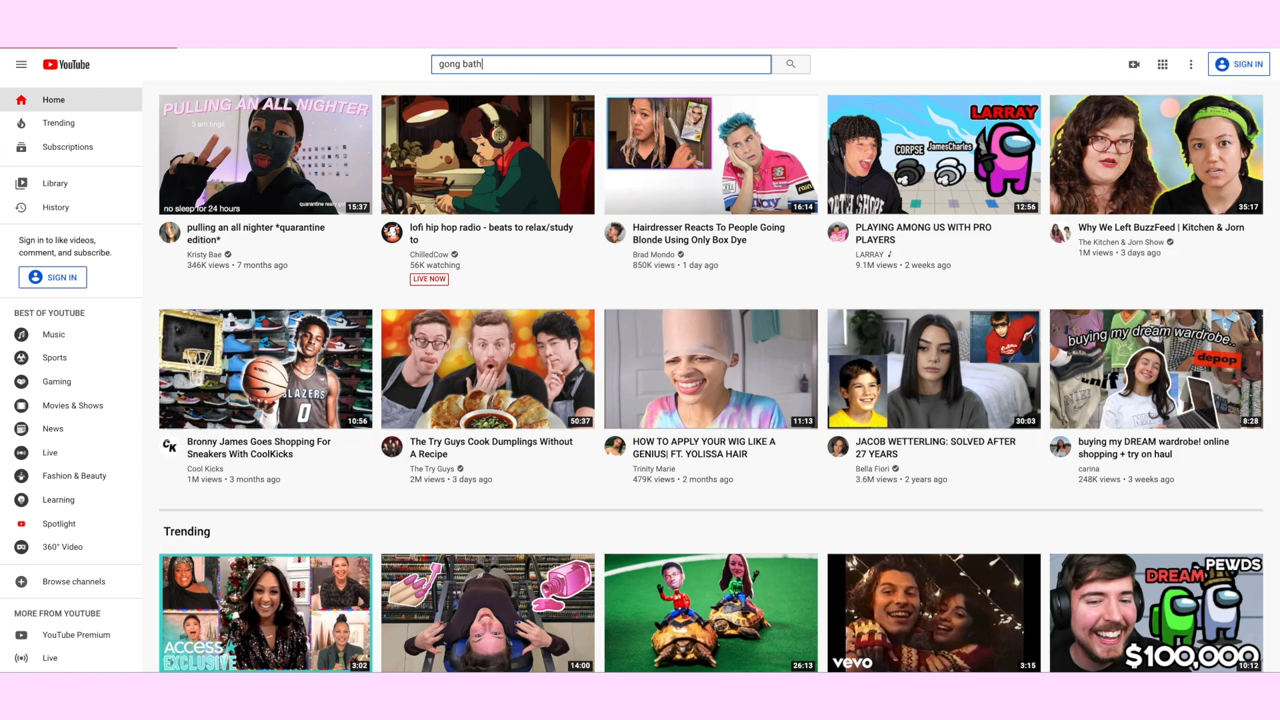 YouTube
gong bath
SIGN IN
Home
Trending
Subscriptions
Library
History
Sign in to like videos,
comment, and subscribe.
SIGN IN
BEST OF YOUTUBE
Music
Sports
Gaming
Movies & Shows
News
Live
Fashion & Beauty
Learning
Spotlight
360° Video
Browse channels
MORE FROM YOUTUBE
YouTube Premium
Live
PULLING AN ALL NIGHTER
no sleep for 24 hours
15:37
pulling an all nighter *quarantine
edition*
Kristy Bae
346K views • 7 months ago
lofi hip hop radio - beats to relax/study
to
ChilledCow
56K watching
LIVE NOW
16:14
Hairdresser Reacts To People Going
Blonde Using Only Box Dye
Brad Mondo
850K views • 1 day ago
LARRAY
CORPSE
JamesCharles
12:56
PLAYING AMONG US WITH PRO
PLAYERS
LARRAY
9.1M views • 2 weeks ago
35:17
Why We Left BuzzFeed | Kitchen & Jorn
The Kitchen & Jorn Show
1M views • 3 days ago
BLAZERS
0
10:56
CK
Bronny James Goes Shopping For
Sneakers With CoolKicks
Cool Kicks
1M views • 3 months ago
50:37
The Try Guys Cook Dumplings Without
A Recipe
The Try Guys
2M views • 3 days ago
11:13
HOW TO APPLY YOUR WIG LIKE A
GENIUS| FT. YOLISSA HAIR
Trinity Marie
479K views • 2 months ago
30:03
JACOB WETTERLING: SOLVED AFTER
27 YEARS
Bella Fiori
3.6M views • 2 years ago
buying my dream wardrobe..
depop
8:28
buying my DREAM wardrobe! online
shopping + try on haul
carina
248K views • 3 weeks ago
Trending
ACCESS
EXCLUSIVE
3:02
14:00
26:13
vevo
3:15
DREAM
PEWDS
$100,000
10:12